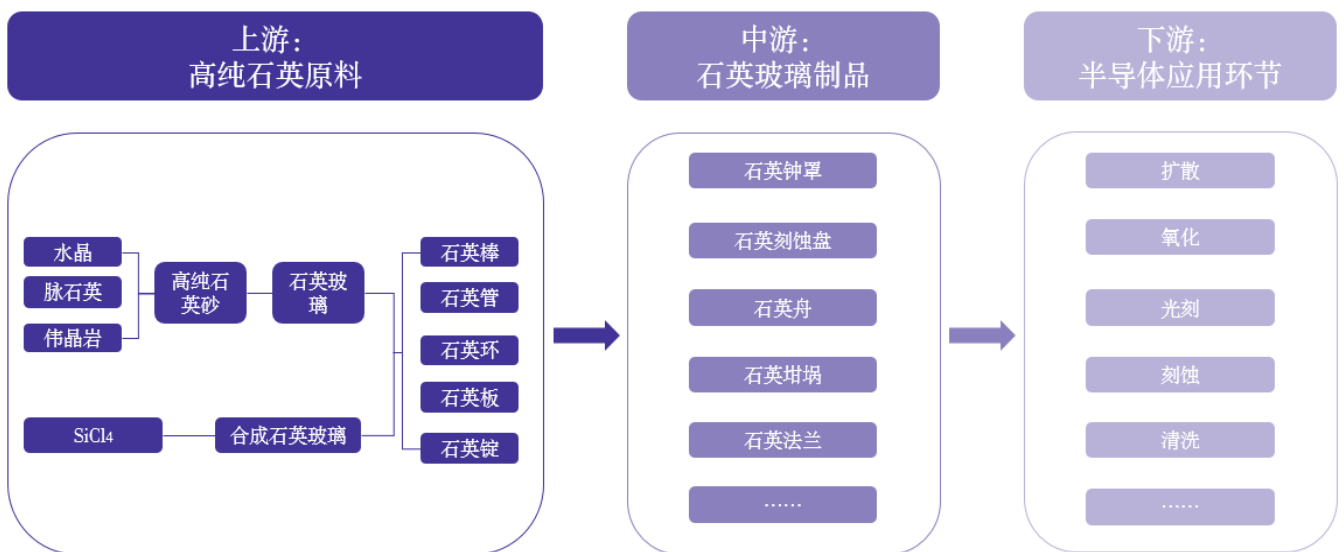 上游：
高纯石英原料
中游：
石英玻璃制品
下游：
半导体应用环节
水晶
脉石英
伟晶岩
高纯石
英砂
石英玻
璃
SiCl4
合成石英玻璃
石英棒
石英管
石英环
石英板
石英锭
石英钟罩
石英刻蚀盘
石英舟
石英坩埚
石英法兰
……
扩散
氧化
光刻
刻蚀
清洗
……